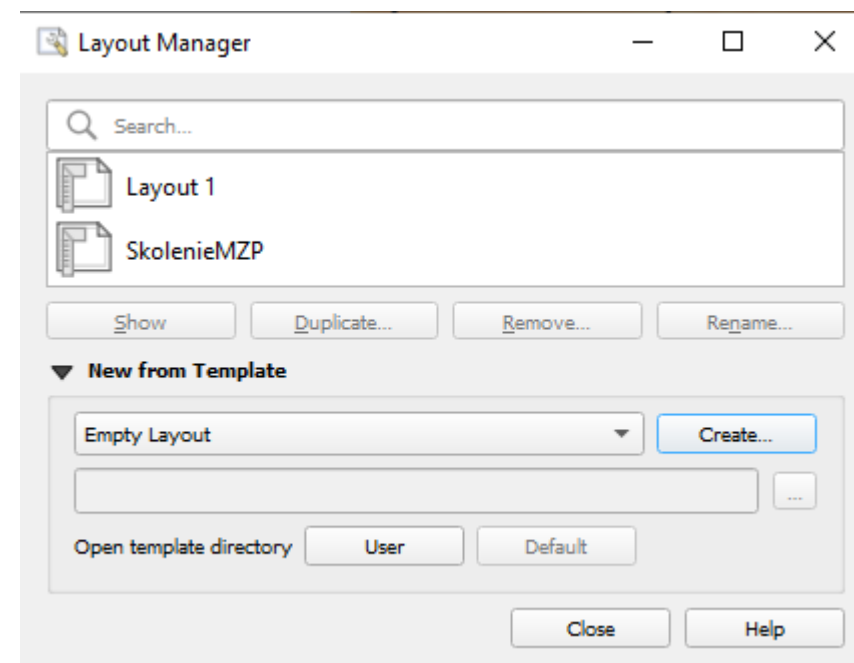 Layout Manager
Search...
Layout 1
SkolenieMZP
Show Duplicate... Remove... Rename...
New from Template
Empty Layout Create...
...
Open template directory User Default
Close Help